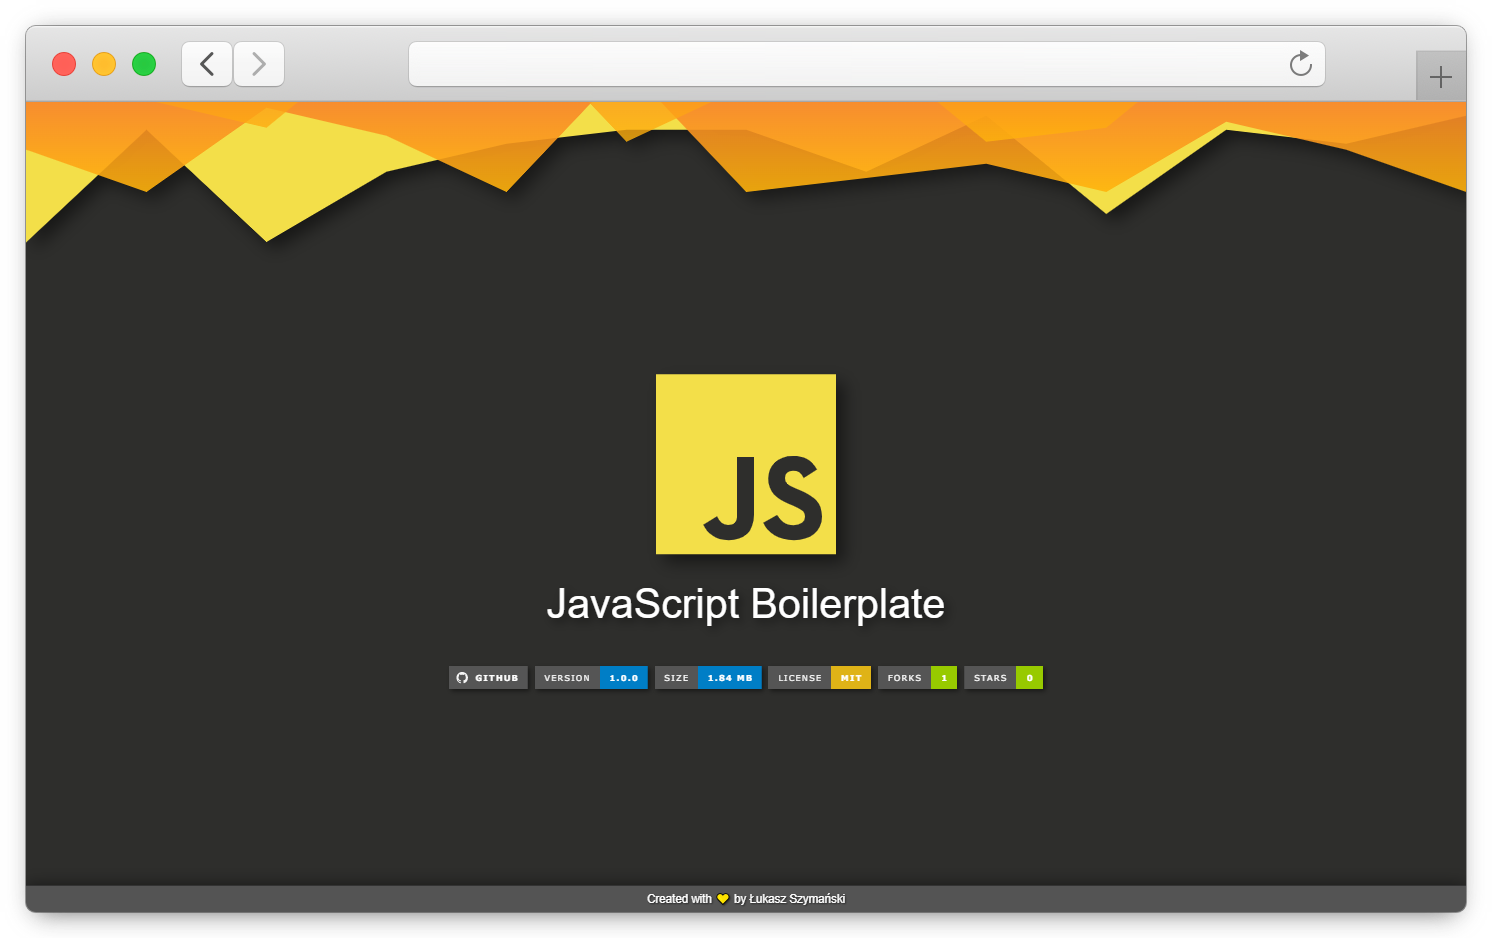 JS
JavaScript Boilerplate
GITHUB VERSION 1.0.0 SIZE 1.84 MB LICENSE MIT FORKS 1 STARS 0
Created with 💛 by Łukasz Szymański